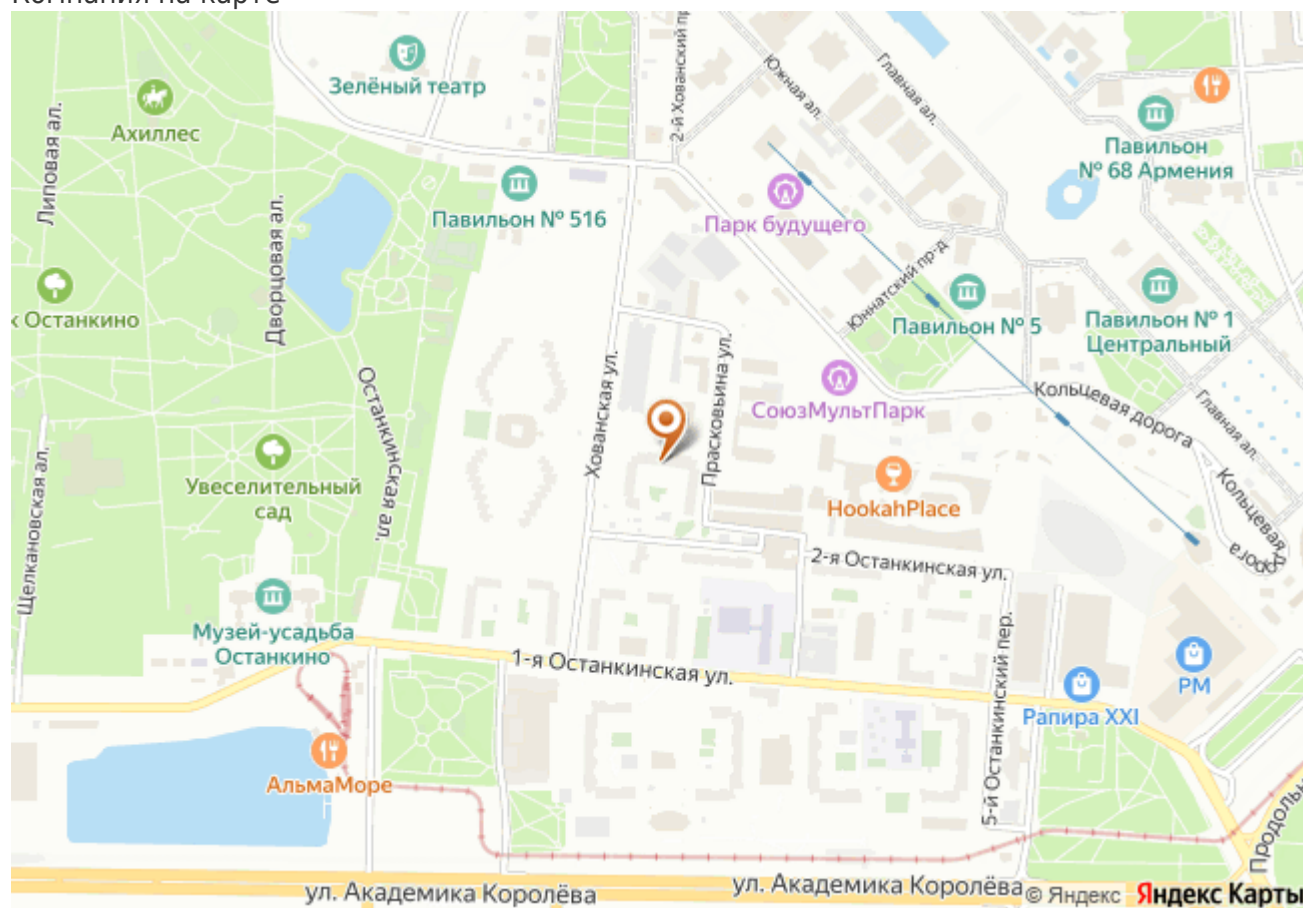 Компания на карте
2-й Хованский пр
Южная ал.
Главная ал.
Зелёный театр
Ахиллес
Липовая ал.
Павильон
№ 68 Армения
Дворцовая ал.
Павильон № 516
Парк будущего
Юннатский пр-д
к Останкино
Павильон № 5
Павильон № 1
Центральный
Останкинская ал.
Хованская ул.
Прасковьина ул.
СоюзМультПарк
Кольцевая дорога
Главная ал.
Щелкановская ал.
Увеселительный
сад
HookahPlace
Кольцевая дорога
2-я Останкинская ул.
Музей-усадьба
Останкино
1-я Останкинская ул.
5-й Останкинский пер.
РМ
Рапира XXI
АльмаМоре
Продольн
ул. Академика Королёва
ул. Академика Королёва
© Яндекс Яндекс Карты